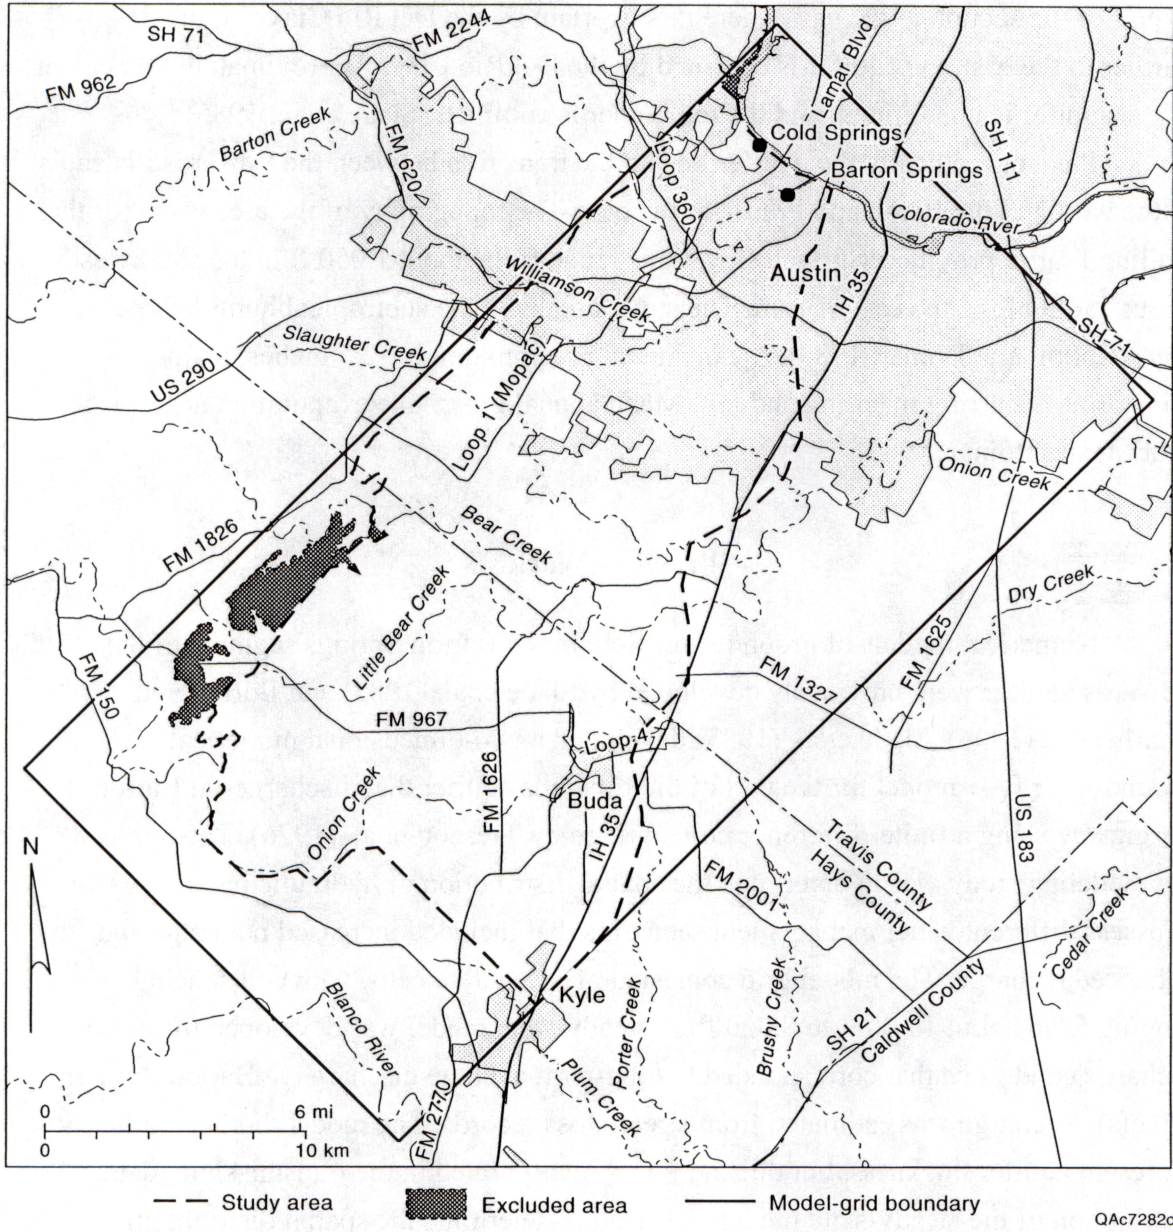 SH 71
FM 2244
FM 962
Barton Creek
FM 620
Lamar Blvd
Loop 360
Cold Springs
Barton Springs
SH 111
Colorado River
Austin
IH 35
SH 71
Williamson Creek
Slaughter Creek
US 290
Loop 1 (Mopac)
Onion Creek
Bear Creek
FM 1826
Little Bear Creek
Dry Creek
FM 625
FM 1327
FM 150
FM 967
FM 626
Loop 4
Buda
IH 35
Onion Creek
US 183
Travis County
Hays County
FM 2001
N
Kyle
Blanco River
Porter Creek
Plum Creek
Brushy Creek
SH 21
Caldwell County
Cedar Creek
FM 2770
0 6 mi
0 10 km
Study area Excluded area Model-grid boundary
QAc7282c